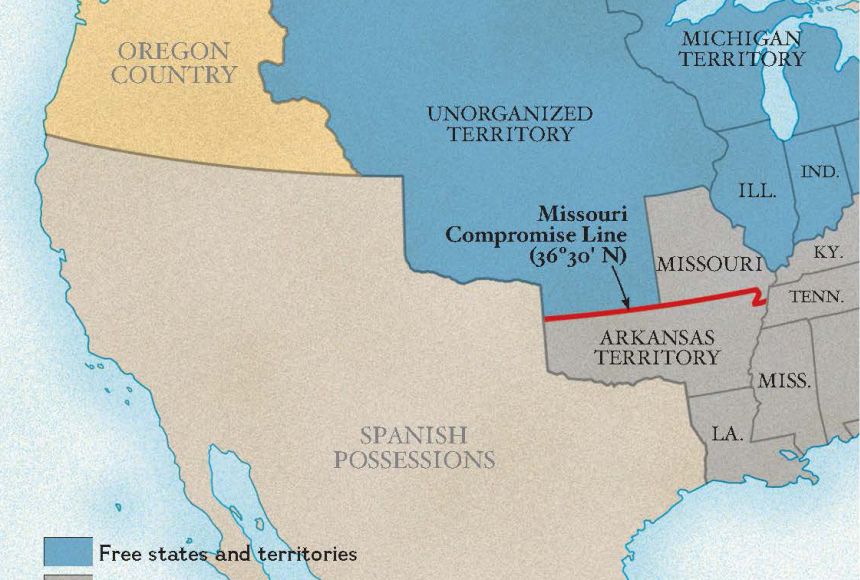 OREGON
COUNTRY
MICHIGAN
TERRITORY
UNORGANIZED
TERRITORY
IND.
ILL.
Missouri
Compromise Line
(36°30' N)
MISSOURI
KY.
TENN.
ARKANSAS
TERRITORY
MISS.
LA.
SPANISH
POSSESSIONS
Free states and territories